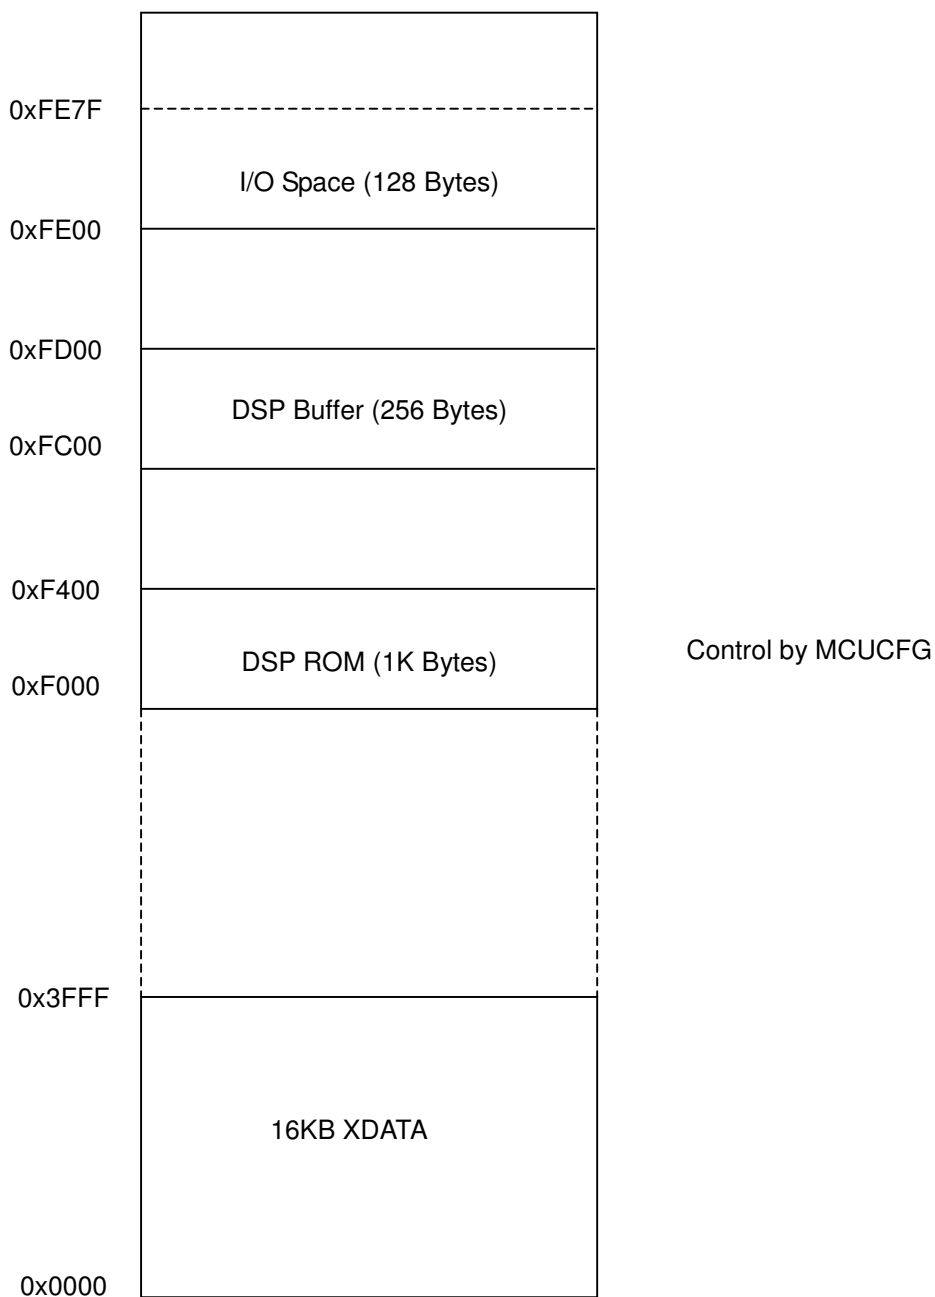 0xFE7F
I/O Space (128 Bytes)
0xFE00
0xFD00
DSP Buffer (256 Bytes)
0xFC00
0xF400
Control by MCUCFG
DSP ROM (1K Bytes)
0xF000
0x3FFF
16KB XDATA
0x0000